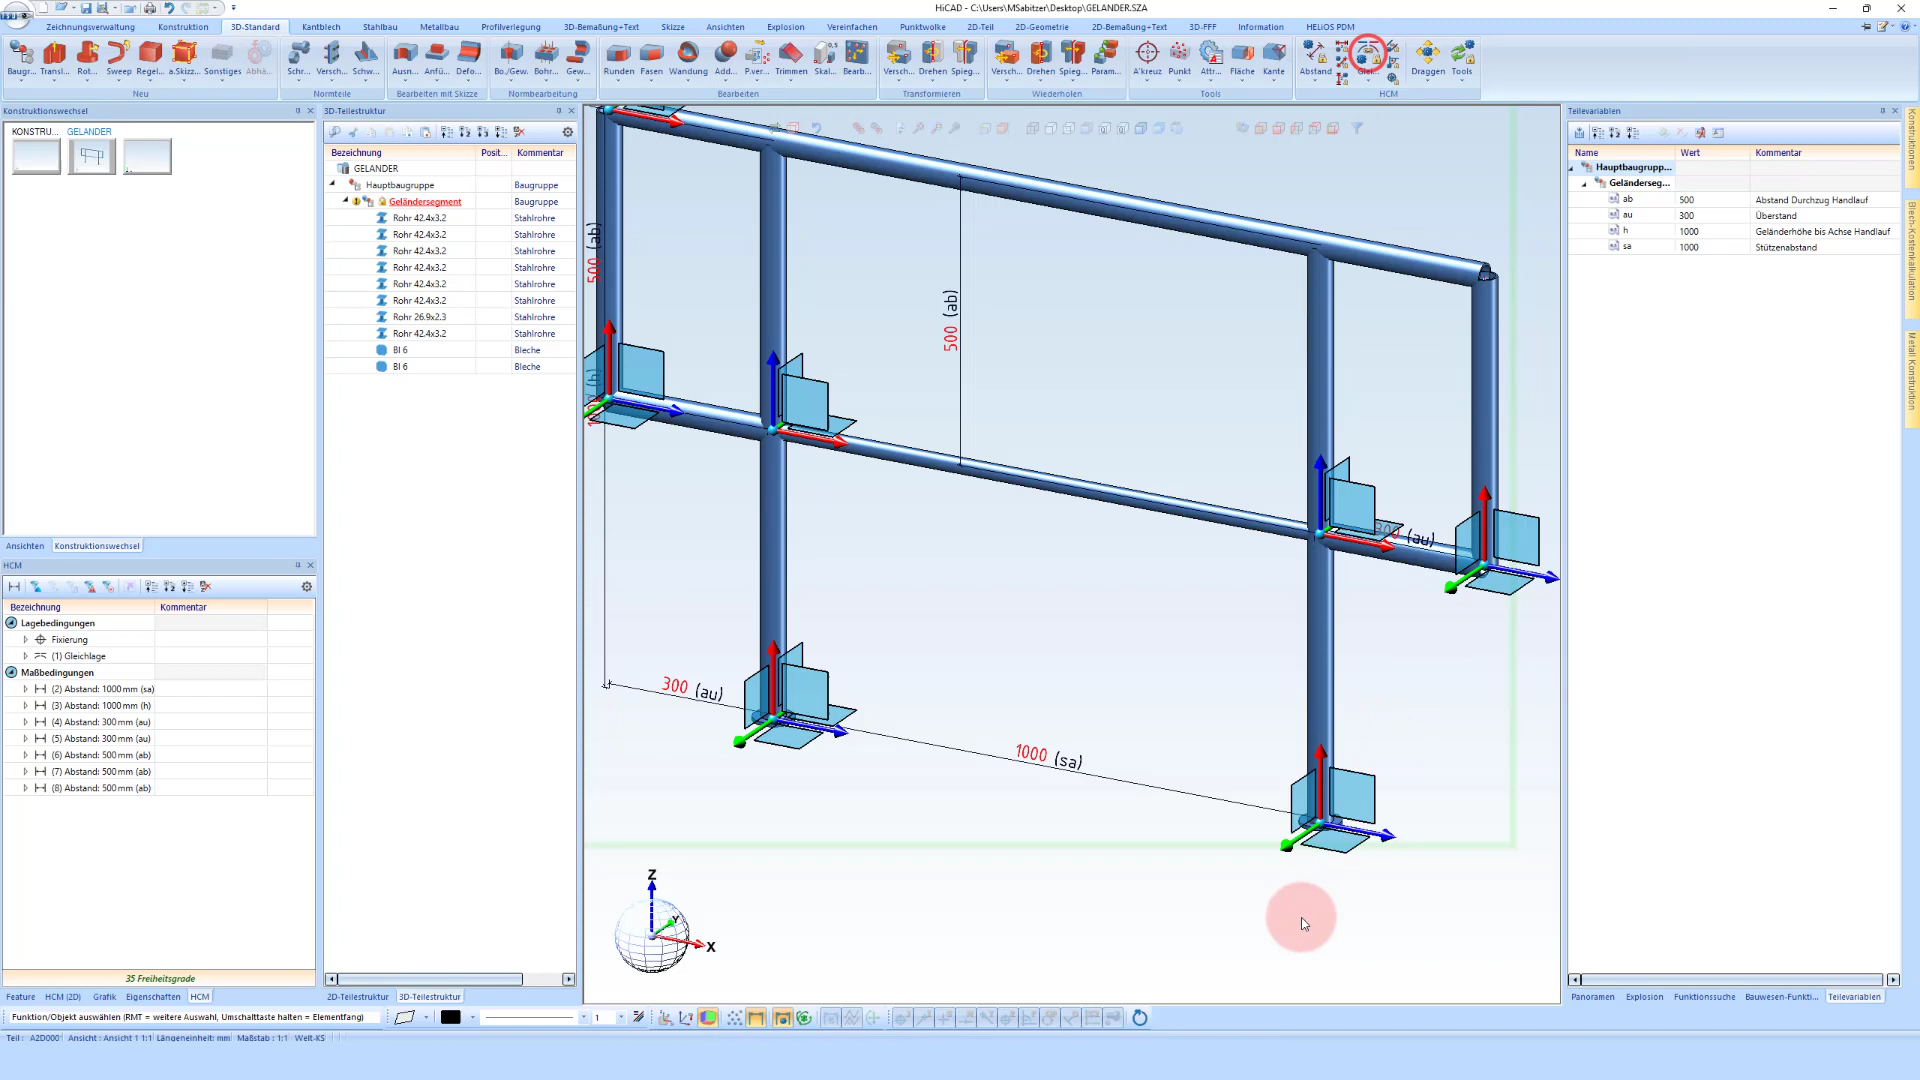 HiCAD - C:\Users\MSabitzer\Desktop\GELANDER.SZA
Zeichnungsverwaltung Konstruktion 3D-Standard Kantblech Stahlbau Metallbau Profilverlegung 3D-Bemaßung+Text Skizze Ansichten Explosion Vereinfachen Punktwolke 2D-Teil 2D-Geometrie 2D-Bemaßung+Text 3D-FFF Information HELiOS PDM
Baugr... Transl... Rot... Sweep Regel... a.Skizz... Sonstiges Abhä... Schr... Versch... Schw... Ausn... Anfü... Defo... Bo./Gew. Bohr... Gew... Runden Fasen Wandung Add... P.ver... Trimmen Skal... Bearb... Versch... Drehen Spieg... Versch... Drehen Spieg... Param... A'kreuz Punkt Attr... Fläche Kante Abstand Glei... Draggen Tools
Neu Normteile Bearbeiten mit Skizze Normbearbeitung Bearbeiten Transformieren Wiederholen Tools HCM
Konstruktionswechsel
KONSTRU... GELANDER
Ansichten Konstruktionswechsel
HCM
Bezeichnung Kommentar
Lagebedingungen
Fixierung
(1) Gleichlage
Maßbedingungen
(2) Abstand: 1000 mm (sa)
(3) Abstand: 1000 mm (h)
(4) Abstand: 300 mm (au)
(5) Abstand: 300 mm (au)
(6) Abstand: 500 mm (ab)
(7) Abstand: 500 mm (ab)
(8) Abstand: 500 mm (ab)
35 Freiheitsgrade
Feature HCM (2D) Grafik Eigenschaften HCM
3D-Teilestruktur
Bezeichnung Posit... Kommentar
GELANDER
Hauptbaugruppe Baugruppe
Geländersegment Baugruppe
Rohr 42.4x3.2 Stahlrohre
Rohr 42.4x3.2 Stahlrohre
Rohr 42.4x3.2 Stahlrohre
Rohr 42.4x3.2 Stahlrohre
Rohr 42.4x3.2 Stahlrohre
Rohr 42.4x3.2 Stahlrohre
Rohr 26.9x2.3 Stahlrohre
Rohr 42.4x3.2 Stahlrohre
Bl 6 Bleche
Bl 6 Bleche
2D-Teilestruktur 3D-Teilestruktur
500 (ab)
500 (ab)
(h)
300 (au)
300 (au)
1000 (sa)
Z
Y
X
Teilevariablen
Name Wert Kommentar
Hauptbaugrupp...
Geländerseg...
ab 500 Abstand Durchzug Handlauf
au 300 Überstand
h 1000 Geländerhöhe bis Achse Handlauf
sa 1000 Stützenabstand
Panoramen Explosion Funktionssuche Bauwesen-Funkti... Teilevariablen
Konstruktionen
Blech-Kostenkalkulation
Metall Konstruktion
Funktion/Objekt auswählen (RMT = weitere Auswahl, Umschalttaste halten = Elementfang)
1
Teil : A2D000 Ansicht : Ansicht 1 1:1 Längeneinheit: mm Maßstab : 1:1 Welt-KS